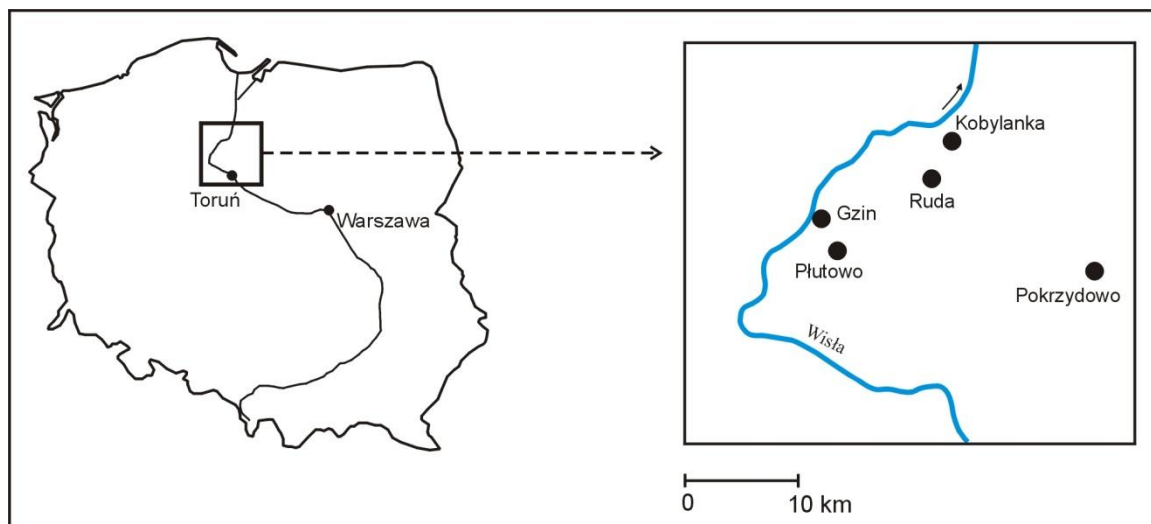 Toruń
Warszawa
Kobylanka
Ruda
Gzin
Płutowo
Pokrzydowo
Wisła
0
10 km